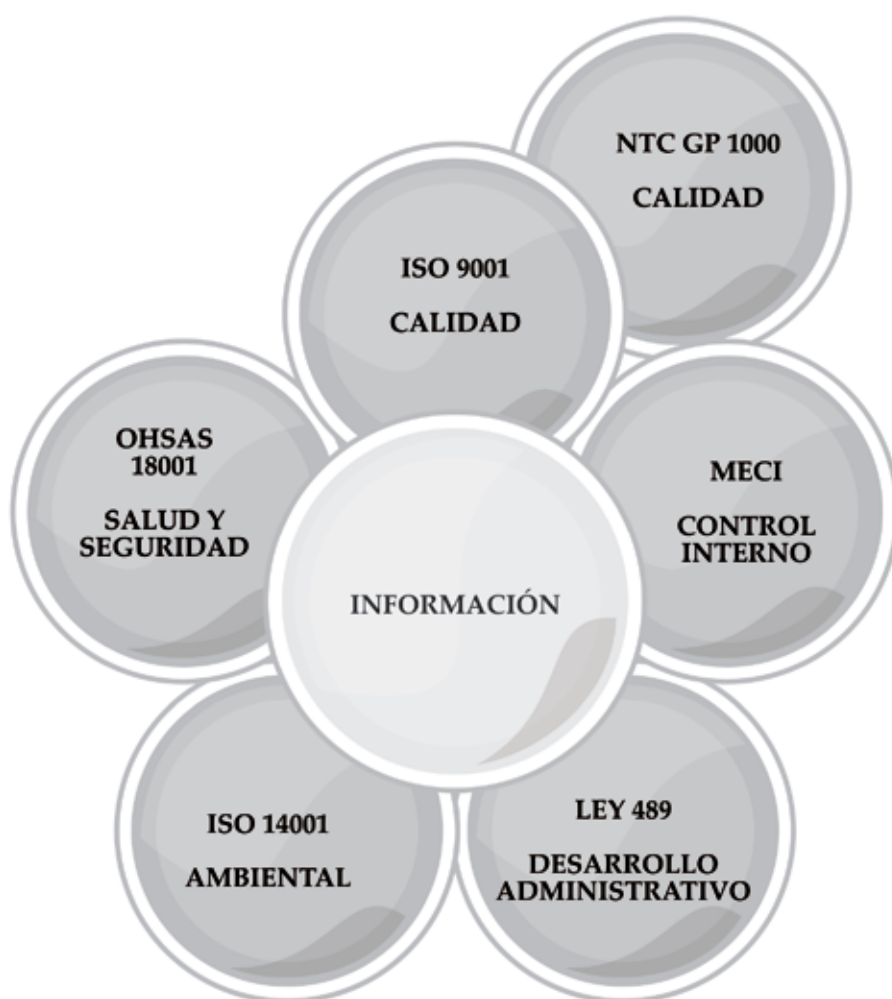 NTC GP 1000
CALIDAD
ISO 9001
CALIDAD
OHSAS
18001
SALUD Y
SEGURIDAD
MECI
CONTROL
INTERNO
INFORMACIÓN
ISO 14001
AMBIENTAL
LEY 489
DESARROLLO
ADMINISTRATIVO